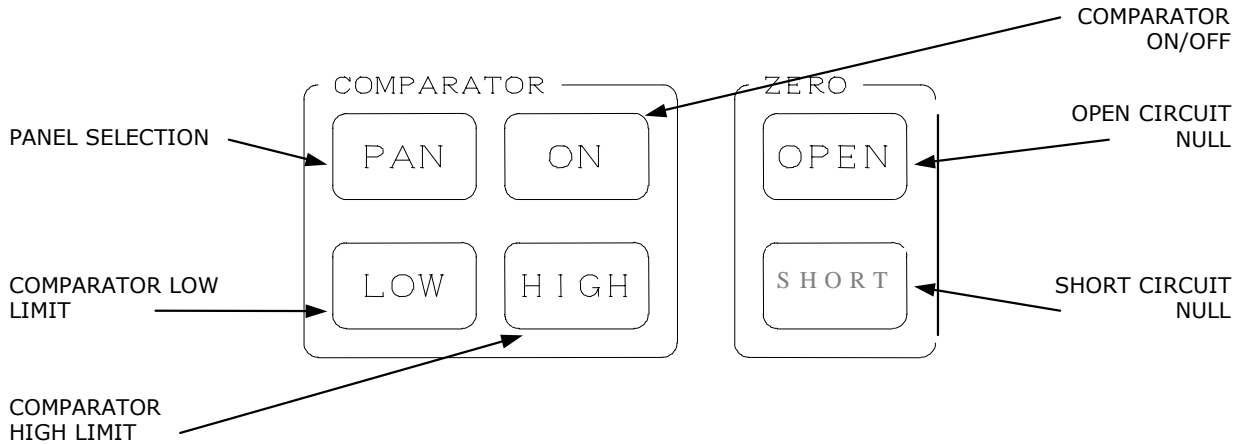 COMPARATOR
ON/OFF
COMPARATOR
ZERO
OPEN CIRCUIT
NULL
PANEL SELECTION
PAN
ON
OPEN
COMPARATOR LOW
LIMIT
LOW
HIGH
SHORT
SHORT CIRCUIT
NULL
COMPARATOR
HIGH LIMIT